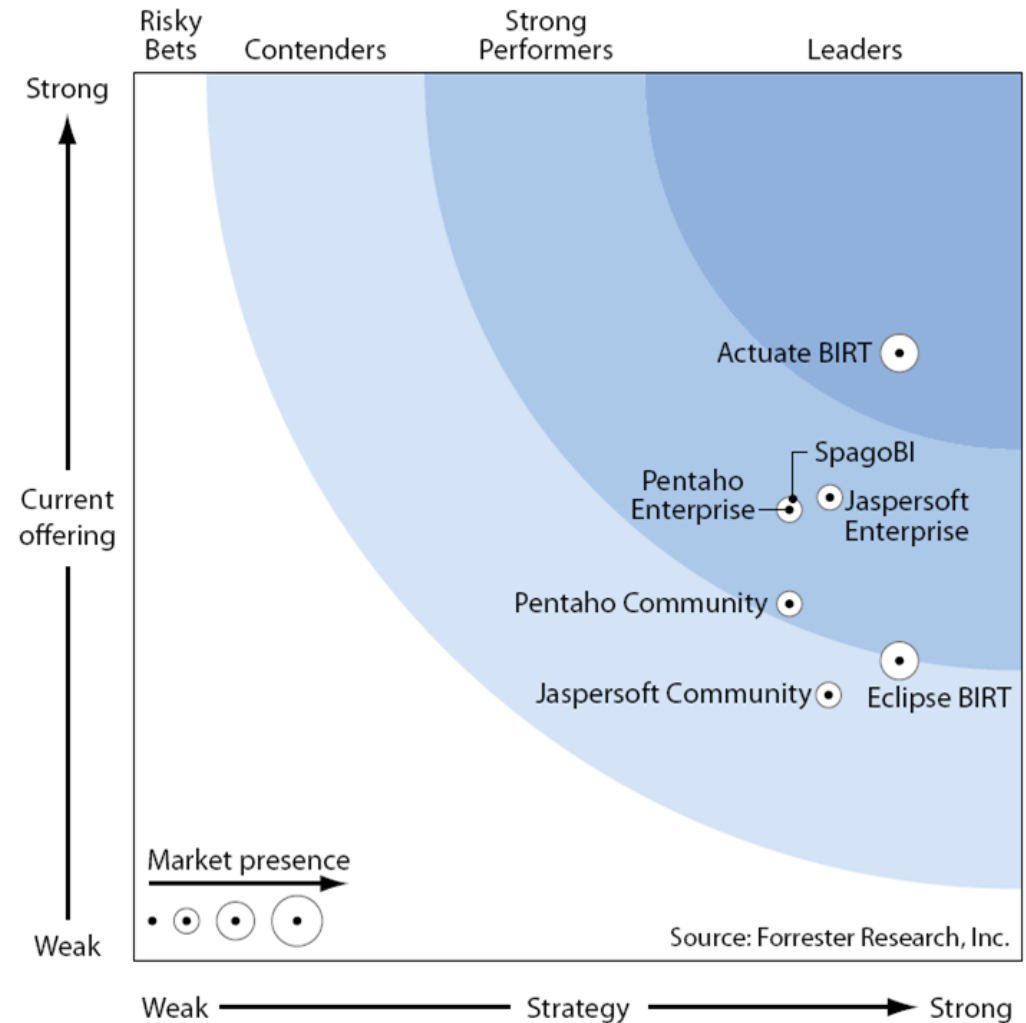 Risky
Bets
Contenders
Strong
Performers
Leaders
Strong
Current
offering
Weak
Actuate BIRT
SpagoBI
Pentaho
Enterprise
Jaspersoft
Enterprise
Pentaho Community
Jaspersoft Community
Eclipse BIRT
Market presence
Source: Forrester Research, Inc.
Weak
Strategy
Strong